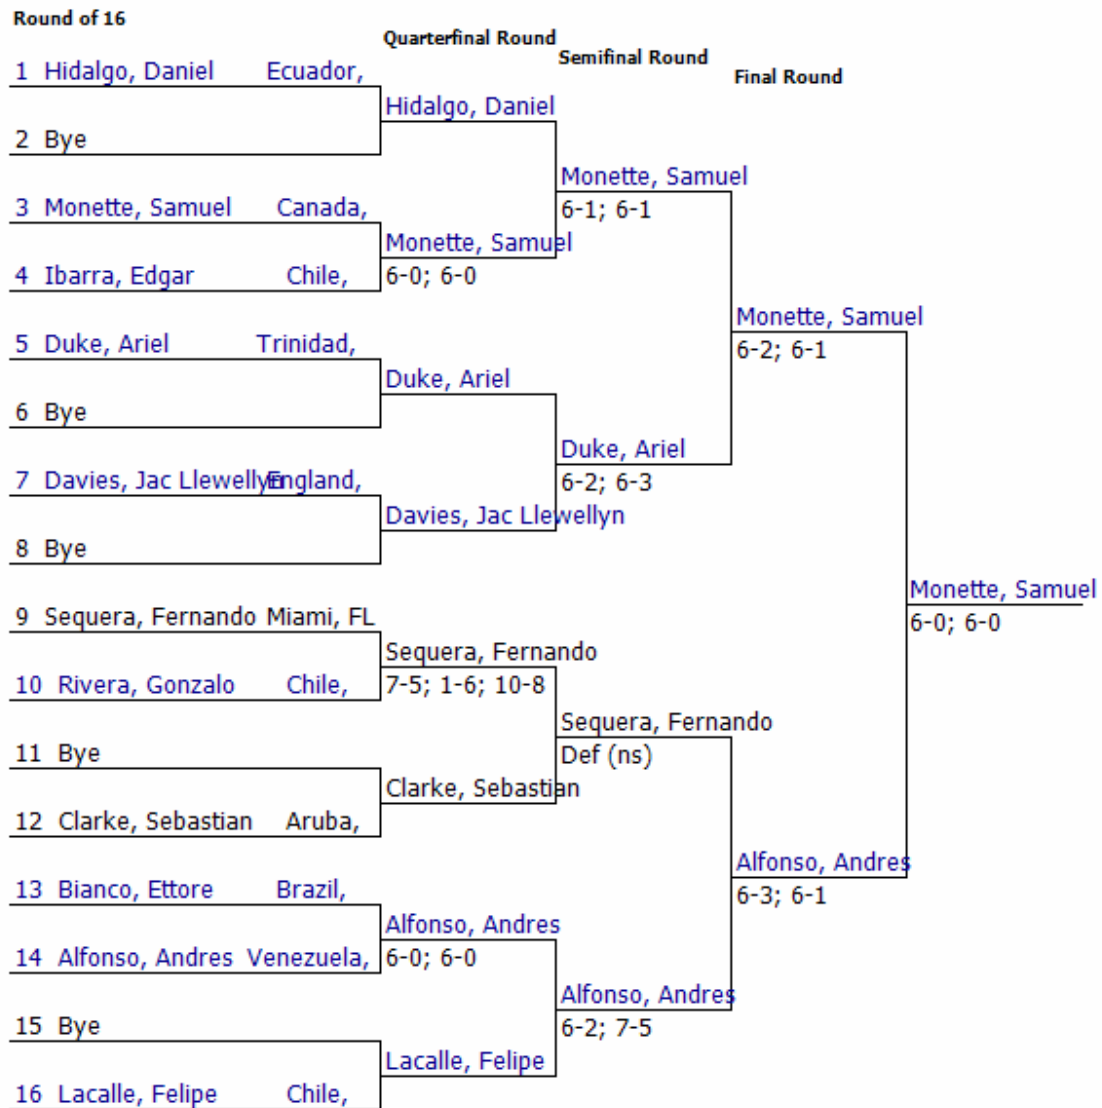 Round of 16
Quarterfinal Round
Semifinal Round
Final Round
1 Hidalgo, Daniel Ecuador,
Hidalgo, Daniel
2 Bye
Monette, Samuel
6-1; 6-1
3 Monette, Samuel Canada,
Monette, Samuel
6-0; 6-0
4 Ibarra, Edgar Chile,
Monette, Samuel
6-2; 6-1
5 Duke, Ariel Trinidad,
Duke, Ariel
6 Bye
Duke, Ariel
6-2; 6-3
7 Davies, Jac Llewellyn England,
Davies, Jac Llewellyn
8 Bye
Monette, Samuel
6-0; 6-0
9 Sequera, Fernando Miami, FL
Sequera, Fernando
7-5; 1-6; 10-8
10 Rivera, Gonzalo Chile,
Sequera, Fernando
Def (ns)
11 Bye
Clarke, Sebastian
12 Clarke, Sebastian Aruba,
Alfonso, Andres
6-3; 6-1
13 Bianco, Ettore Brazil,
Alfonso, Andres
6-0; 6-0
14 Alfonso, Andres Venezuela,
Alfonso, Andres
6-2; 7-5
15 Bye
Lacalle, Felipe
16 Lacalle, Felipe Chile,